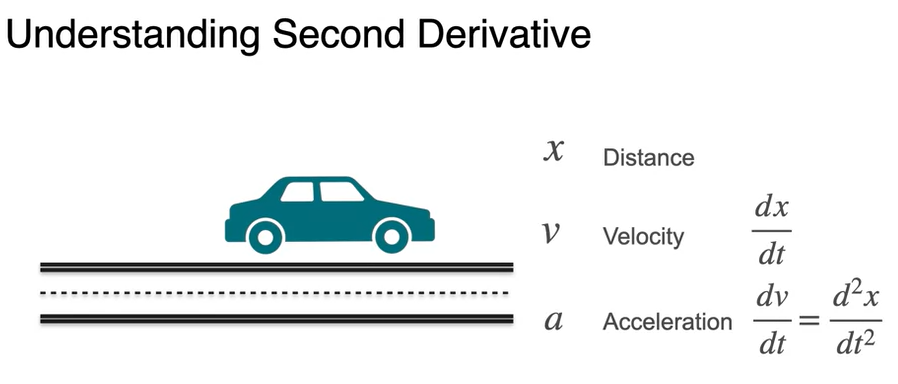 Understanding Second Derivative
x Distance
v Velocity dx/dt
a Acceleration dv/dt = d²x/dt²